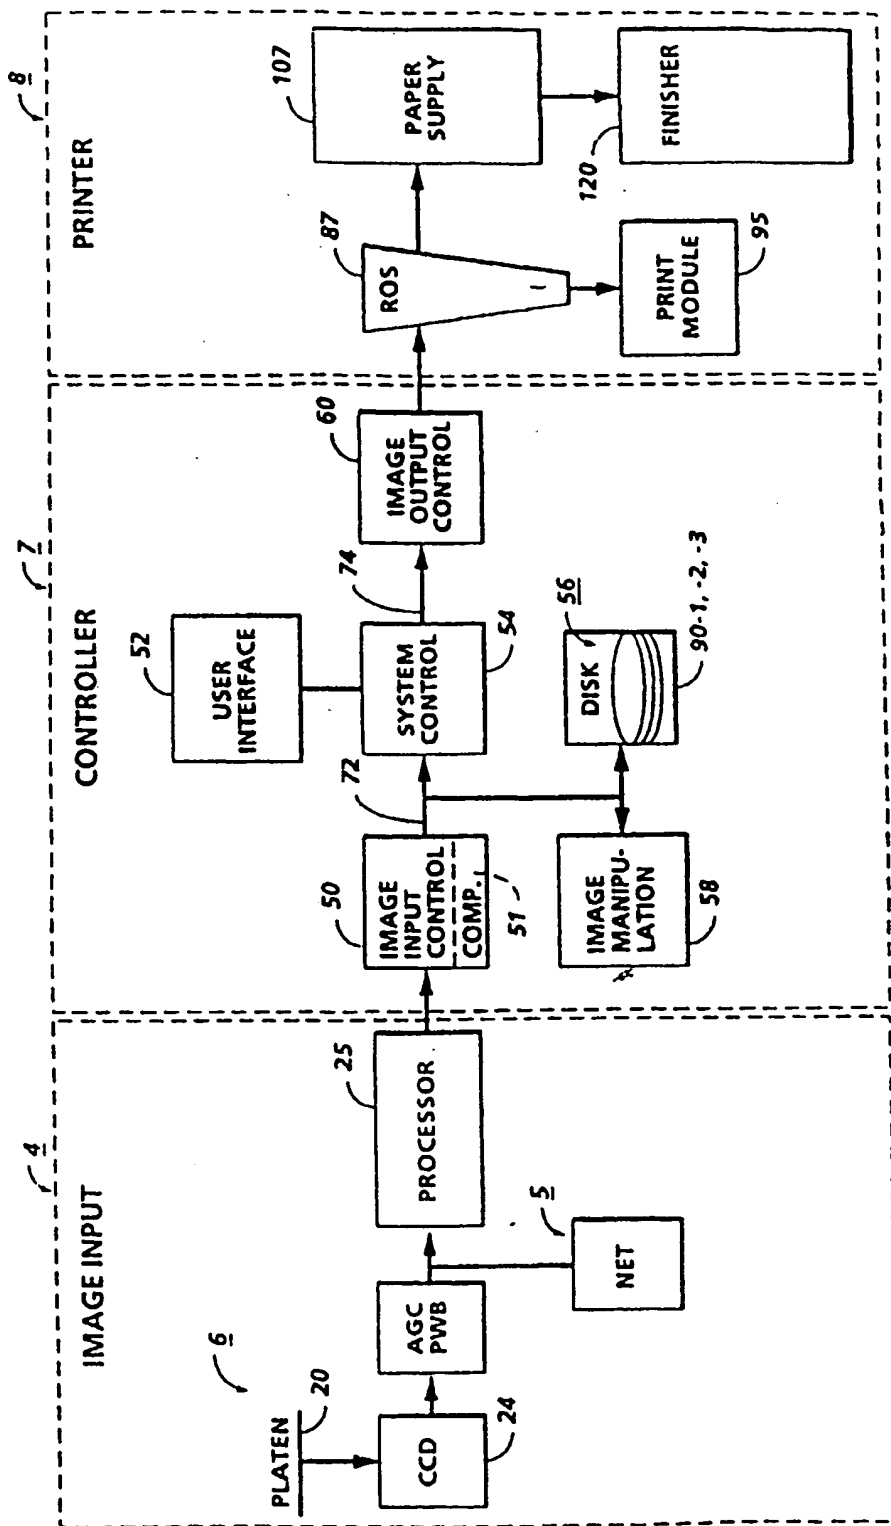 IMAGE INPUT
4
6
PLATEN
20
CCD
24
AGC
PWB
PROCESSOR
25
NET
5
CONTROLLER
7
IMAGE
INPUT
CONTROL
COMP.
50
51
72
USER
INTERFACE
52
SYSTEM
CONTROL
54
74
IMAGE
OUTPUT
CONTROL
60
IMAGE
MANIPU-
LATION
58
DISK
56
90-1, -2, -3
PRINTER
8
ROS
87
PAPER
SUPPLY
107
PRINT
MODULE
95
FINISHER
120